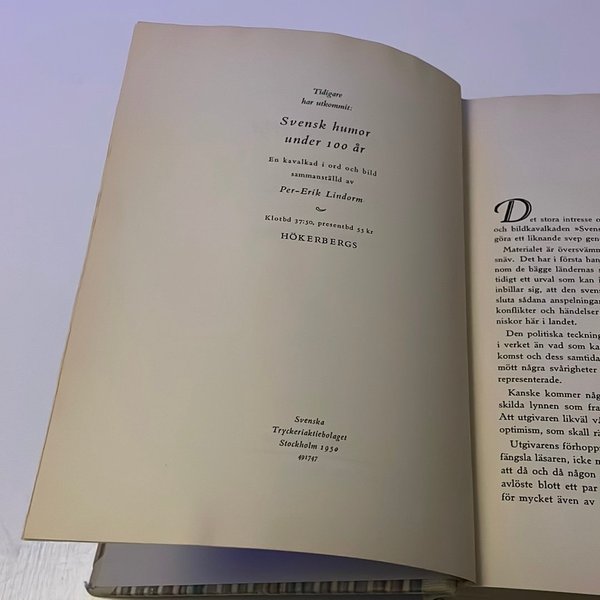 Tidigare
har utkommit:
Svensk humor
under 100 år
En kavalkad i ord och bild
sammanställd av
Per-Erik Lindorm
Klotbd 37:50, presentbd 53 kr
HÖKERBERGS
Svenska
Tryckeriaktiebolaget
Stockholm 1950
491747
Det stora intresse
och bildkavalkaden »Svens
göra ett liknande svep gen
Materialet är översvämm
snäv. Det har i första han
nom de bägge ländernas
tidigt ett urval som kan i
inbillar sig, att den svens
sluta sådana anspelningar
konflikter och händelser
niskor här i landet.
Den politiska teckning
i verket än vad som ka
komst och dess samtida
mött några svårigheter
representerade.
Kanske kommer någ
skilda lynnen som fra
Att utgivaren likväl vå
optimism, som skall rä
Utgivarens förhopp
fängsla läsaren, icke m
att då och då någon
avlöste blott ett par
för mycket även av